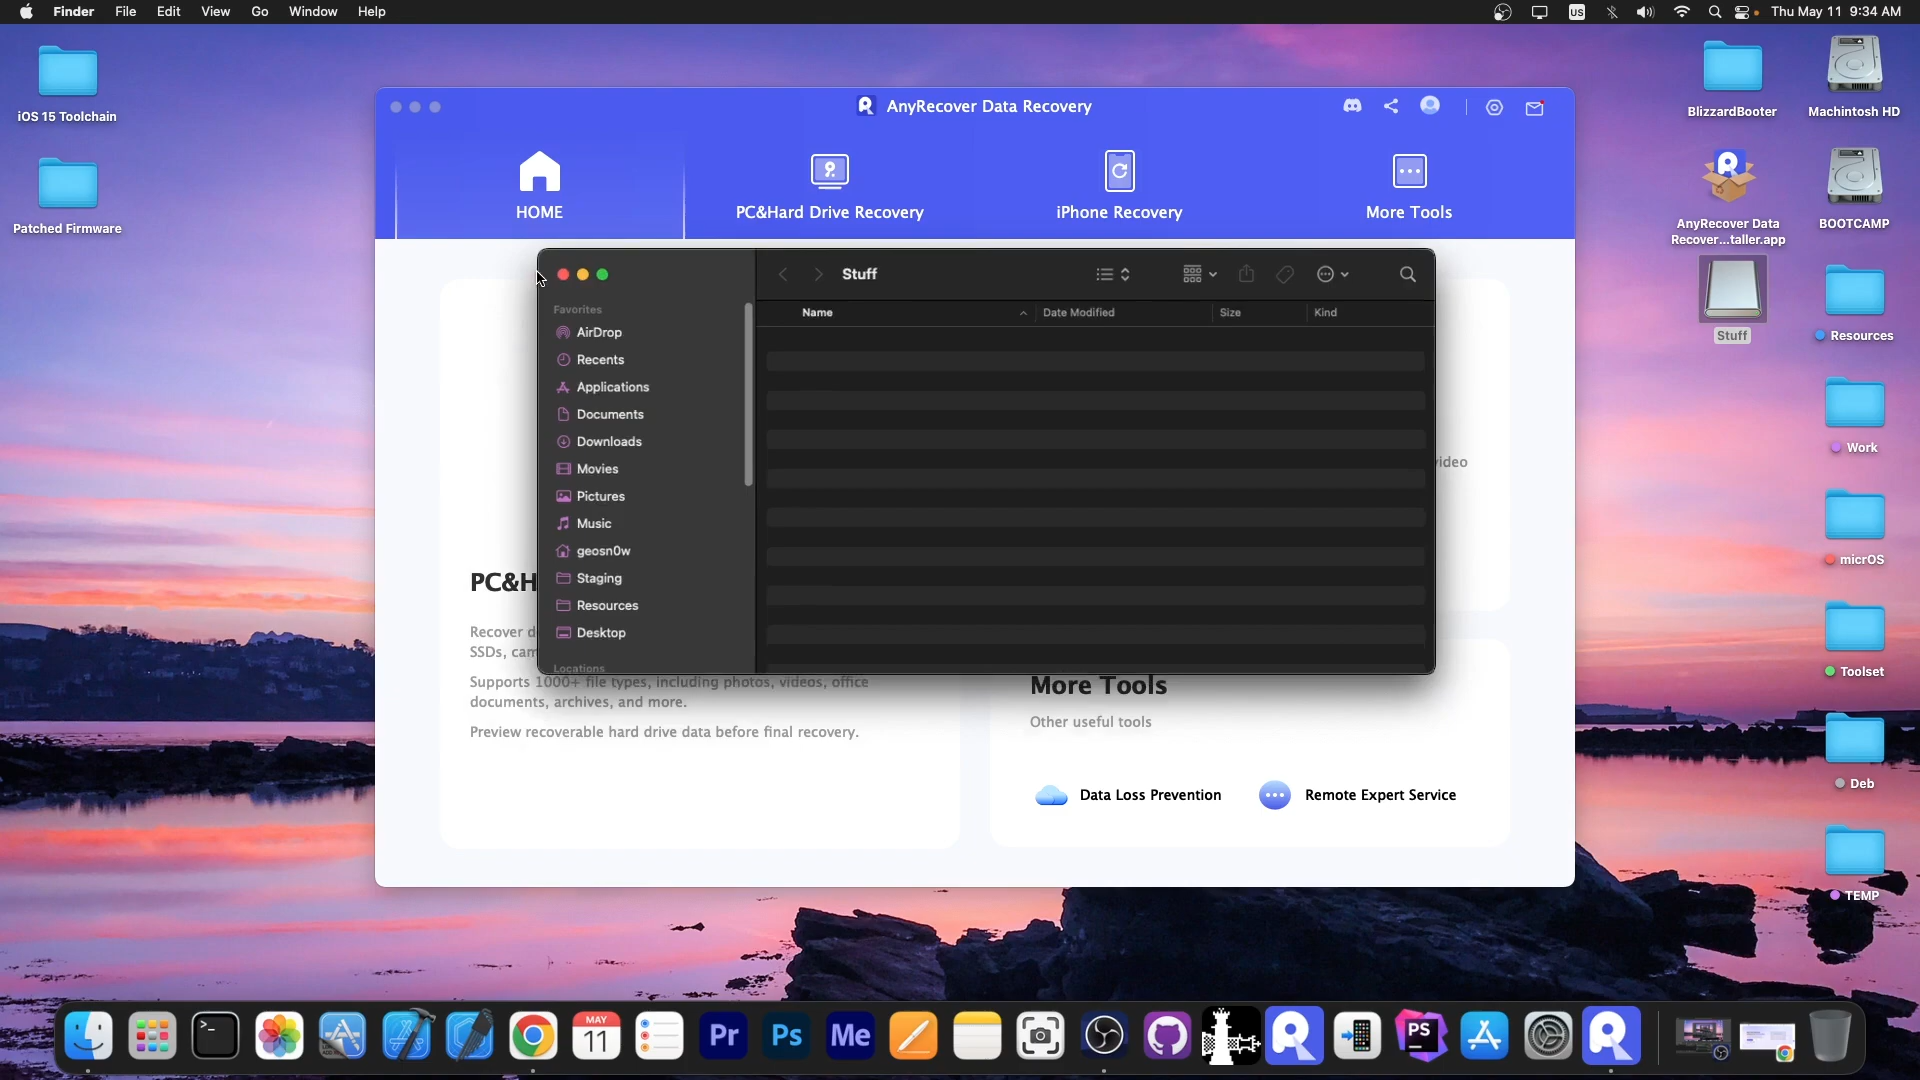 Finder File Edit View Go Window Help
US Thu May 11 9:34 AM
iOS 15 Toolchain
Patched Firmware
BlizzardBooter
Machintosh HD
AnyRecover Data
Recover...taller.app
BOOTCAMP
Stuff
Resources
Work
micrOS
Toolset
Deb
TEMP
AnyRecover Data Recovery
HOME
PC&Hard Drive Recovery
iPhone Recovery
More Tools
Stuff
Name Date Modified Size Kind
Favorites
AirDrop
Recents
Applications
Documents
Downloads
Movies
Pictures
Music
geosn0w
Staging
Resources
Desktop
Locations
video
PC&H
Recover d
SSDs, cam
Supports 1000+ file types, including photos, videos, office
documents, archives, and more.
Preview recoverable hard drive data before final recovery.
More Tools
Other useful tools
Data Loss Prevention
Remote Expert Service
MAY
11
Pr
Ps
Me
PS